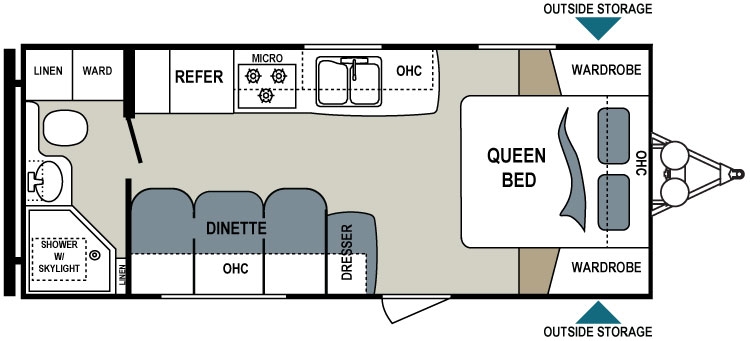 OUTSIDE STORAGE
LINEN
WARD
REFER
MICRO
OHC
WARDROBE
QUEEN
BED
OHC
DINETTE
OHC
DRESSER
SHOWER
W/
SKYLIGHT
LINEN
WARDROBE
OUTSIDE STORAGE